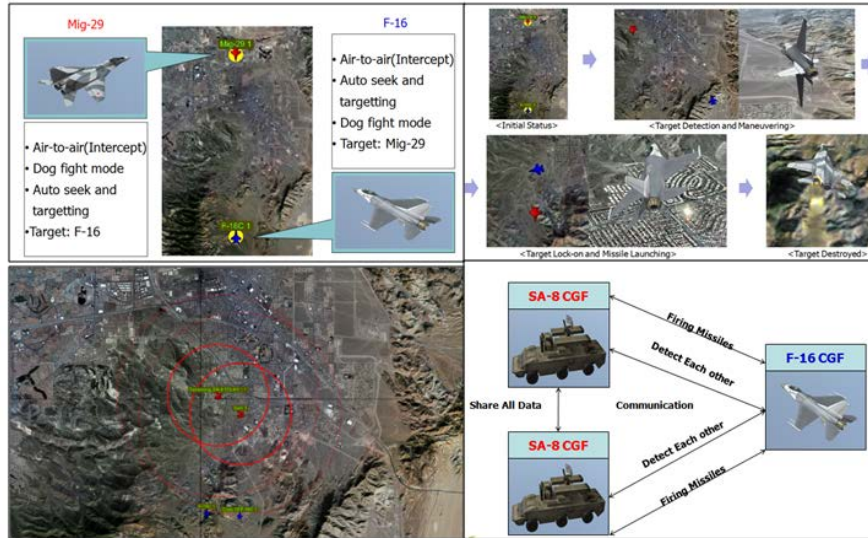 Mig-29
F-16
Mig-29 1
• Air-to-air(Intercept)
• Auto seek and
targetting
• Dog fight mode
• Target: Mig-29
• Air-to-air(Intercept)
• Dog fight mode
• Auto seek and
targetting
•Target: F-16
F-16C 1
<Initial Status>
<Target Detection and Maneuvering>
<Target Lock-on and Missile Launching>
<Target Destroyed>
SA-8 CGF
Firing Missiles
Detect Each other
F-16 CGF
Share All Data
Communication
SA-8 CGF
Detect Each other
Firing Missiles